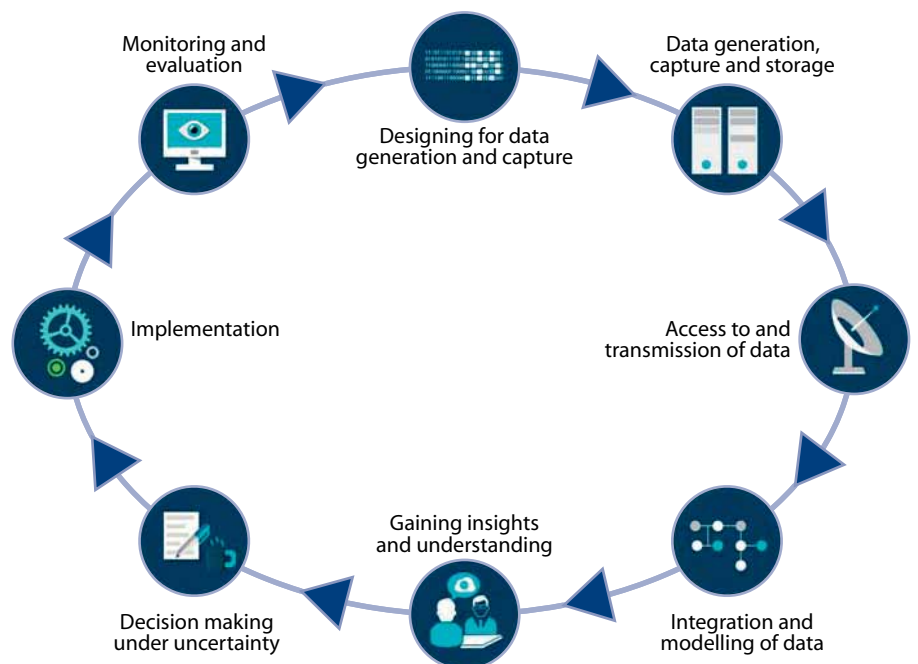 Monitoring and
evaluation
Designing for data
generation and capture
Data generation,
capture and storage
Access to and
transmission of data
Integration and
modelling of data
Gaining insights
and understanding
Decision making
under uncertainty
Implementation